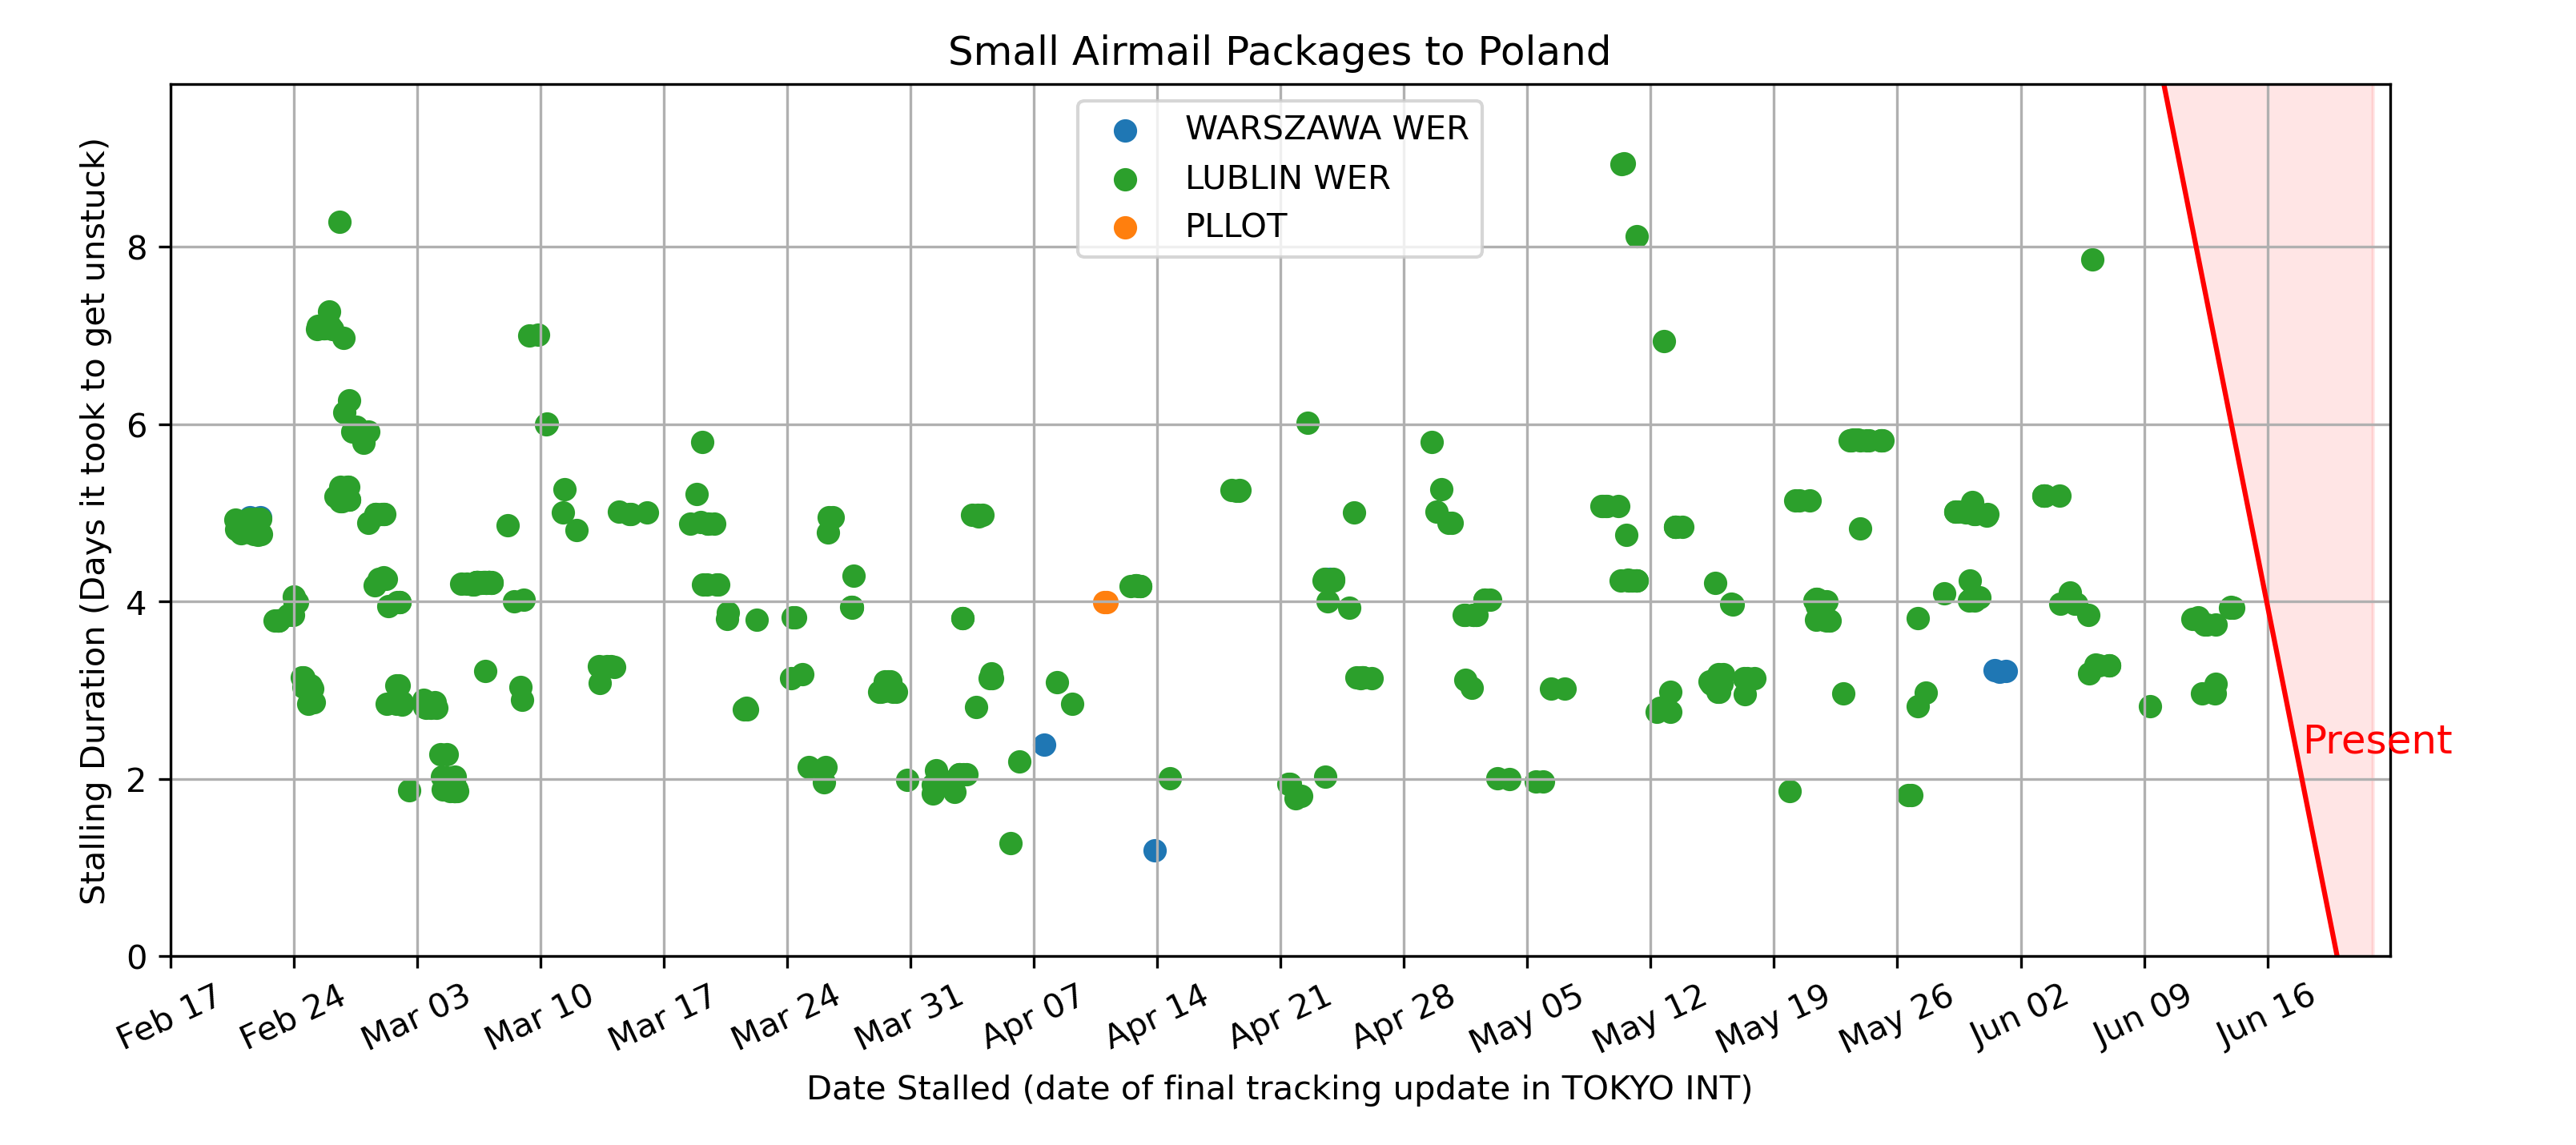 Small Airmail Packages to Poland
WARSZAWA WER
LUBLIN WER
PLLOT
Stalling Duration (Days it took to get unstuck)
8
6
4
2
0
Present
Feb 17
Feb 24
Mar 03
Mar 10
Mar 17
Mar 24
Mar 31
Apr 07
Apr 14
Apr 21
Apr 28
May 05
May 12
May 19
May 26
Jun 02
Jun 09
Jun 16
Date Stalled (date of final tracking update in TOKYO INT)